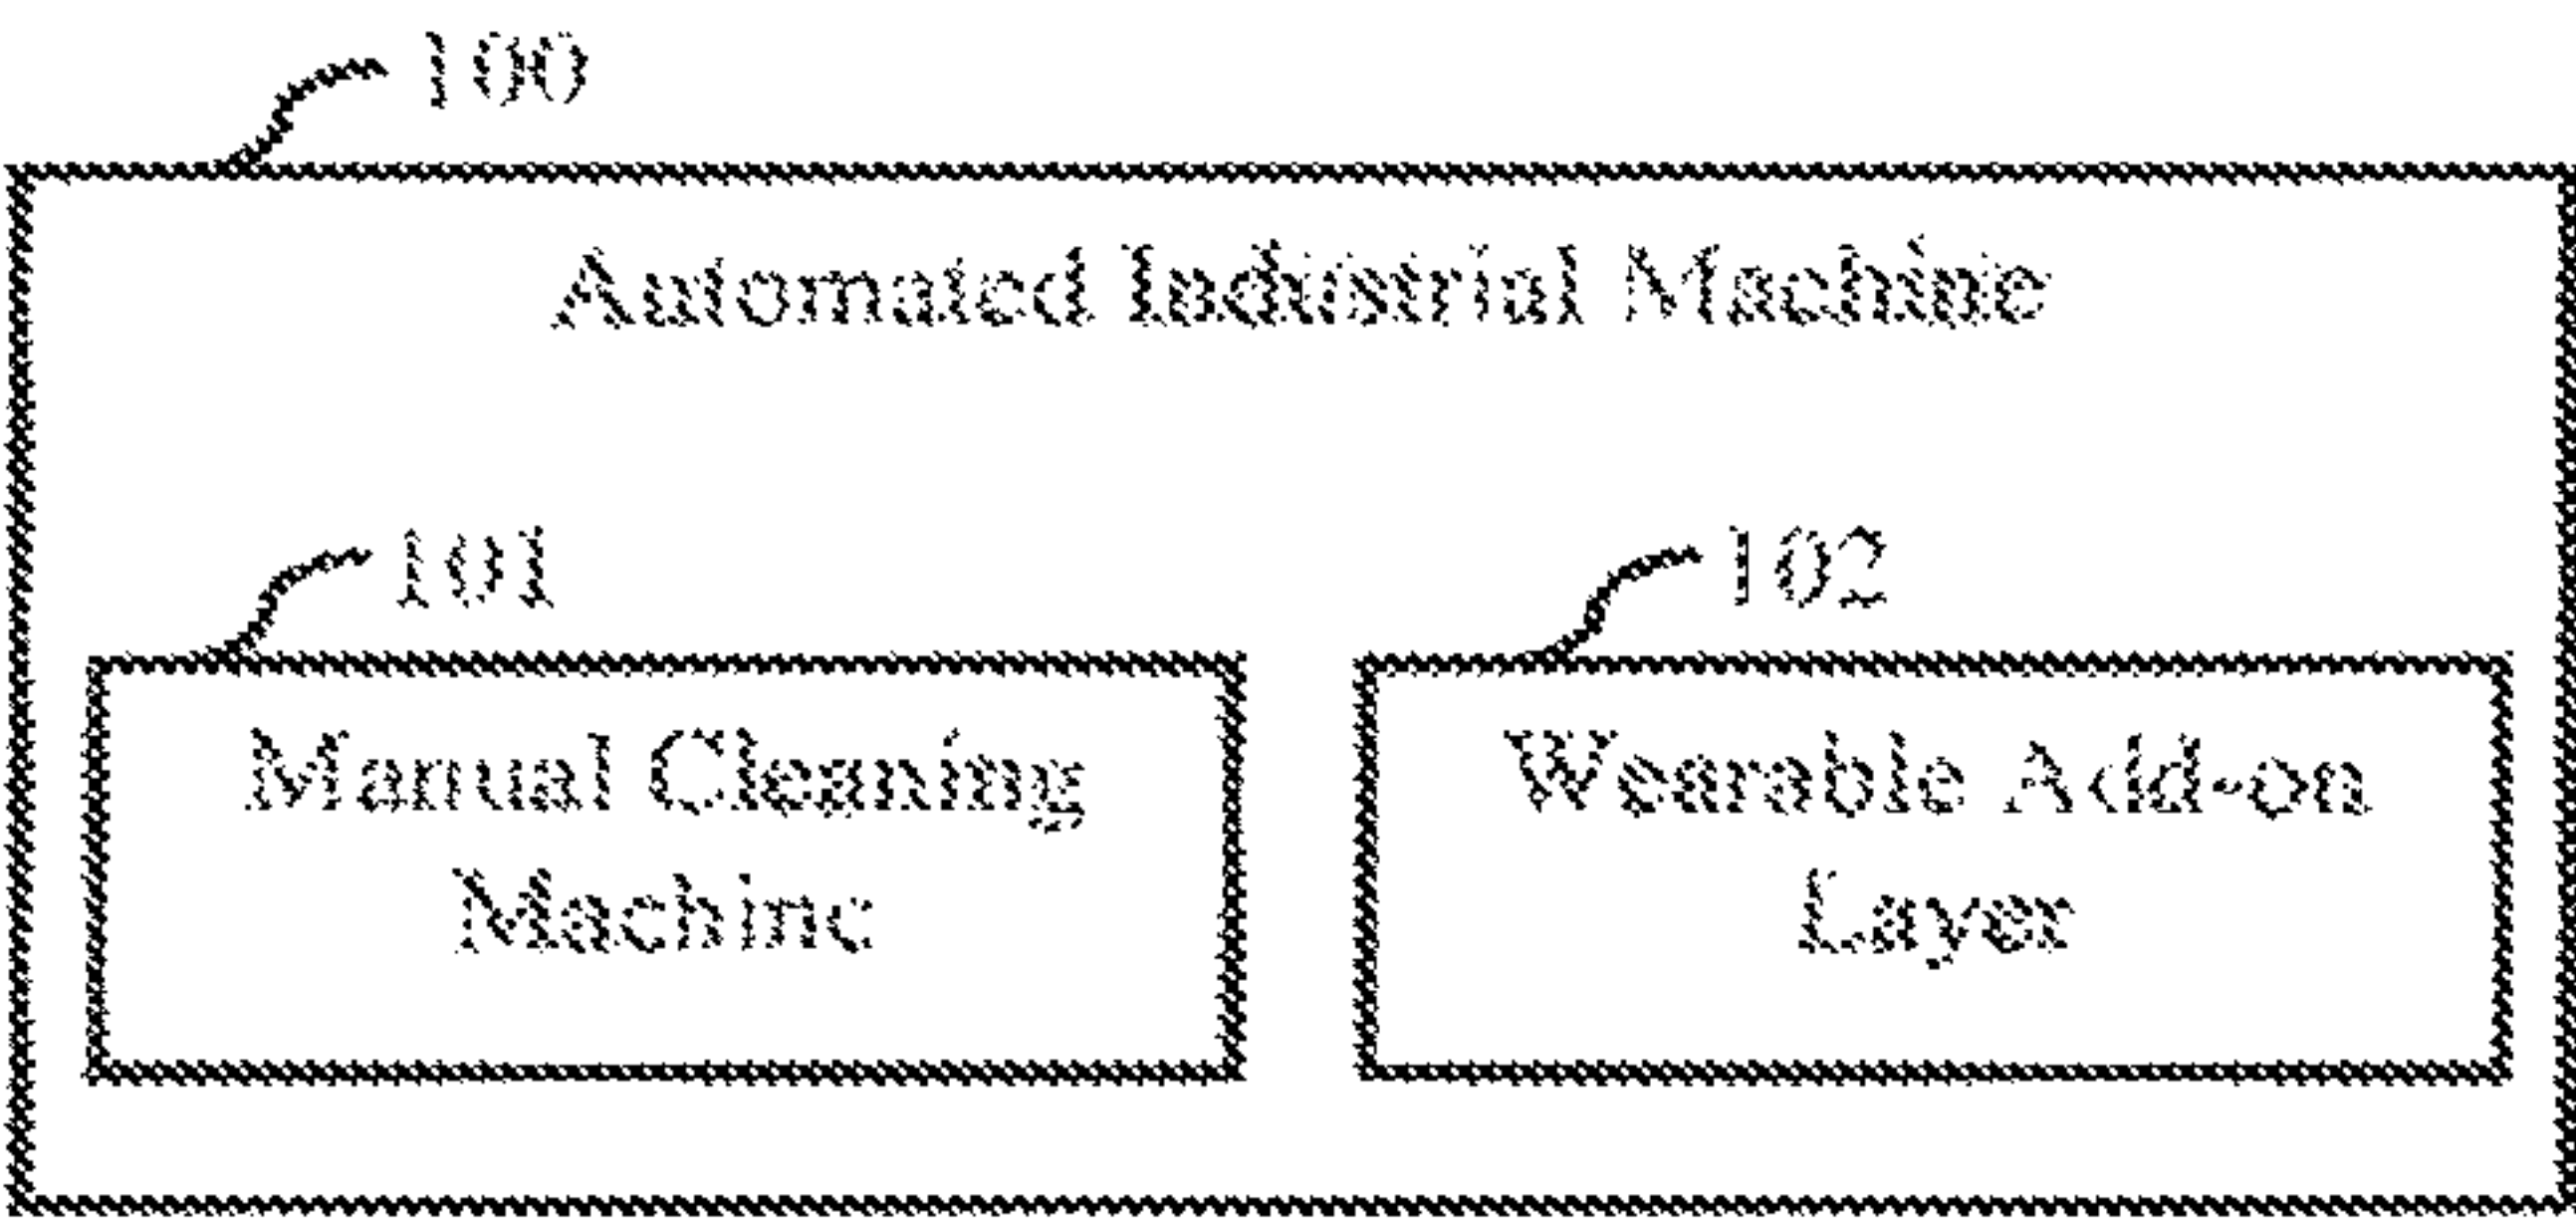 100
Automated Industrial Machine
101
102
Manual Cleaning
Machine
Wearable Add-on
Layer